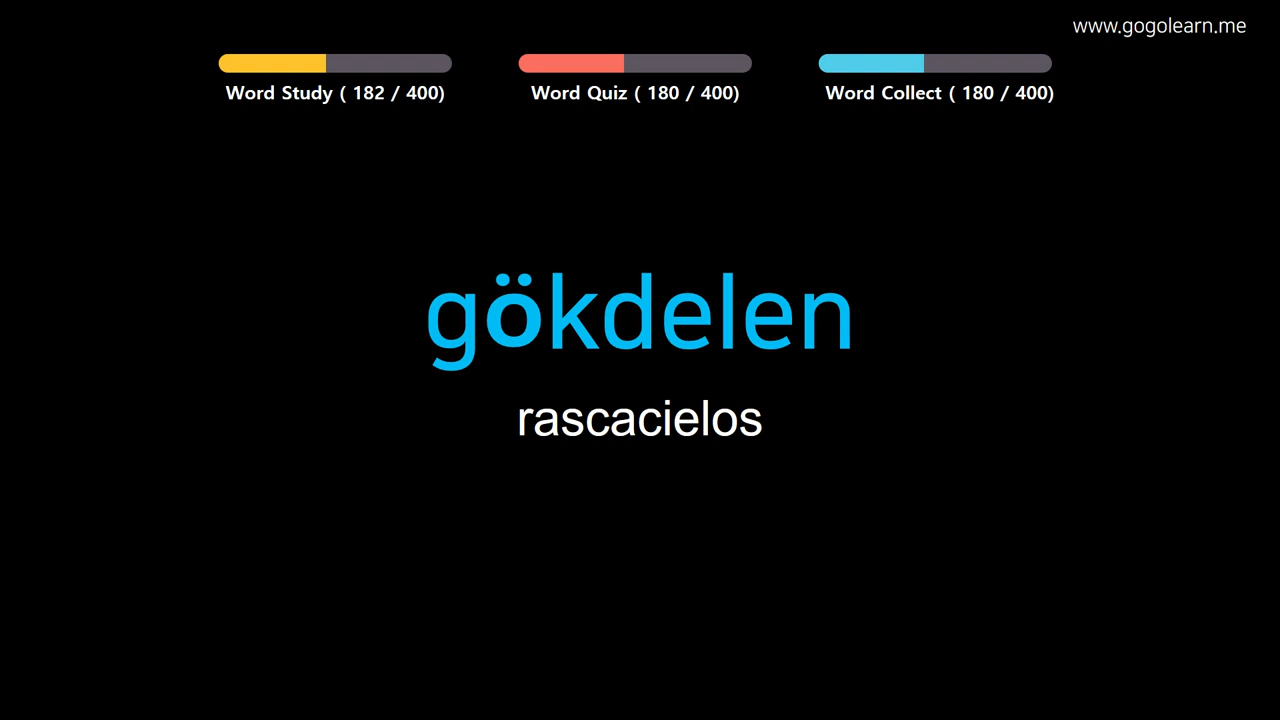 www.gogolearn.me
Word Study ( 182 / 400)
Word Quiz ( 180 / 400)
Word Collect ( 180 / 400)
gökdelen
rascacielos